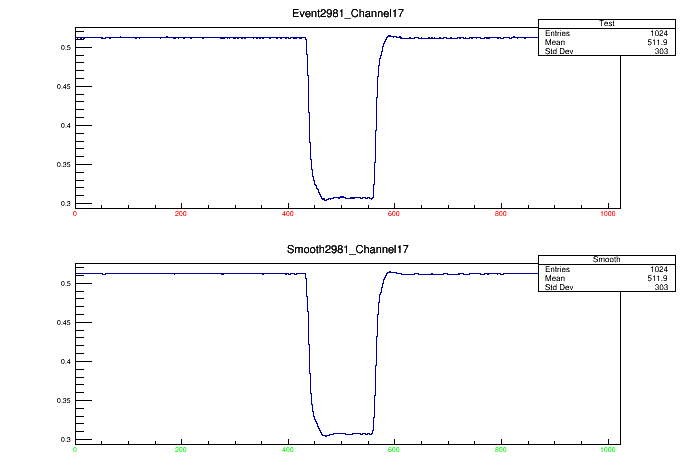 Event2981_Channel17
Test
Entries 1024
Mean 511.9
Std Dev 303
0.5
0.45
0.4
0.35
0.3
0 200 400 600 800 1000
Smooth2981_Channel17
Smooth
Entries 1024
Mean 511.9
Std Dev 303
0.5
0.45
0.4
0.35
0.3
0 200 400 600 800 1000